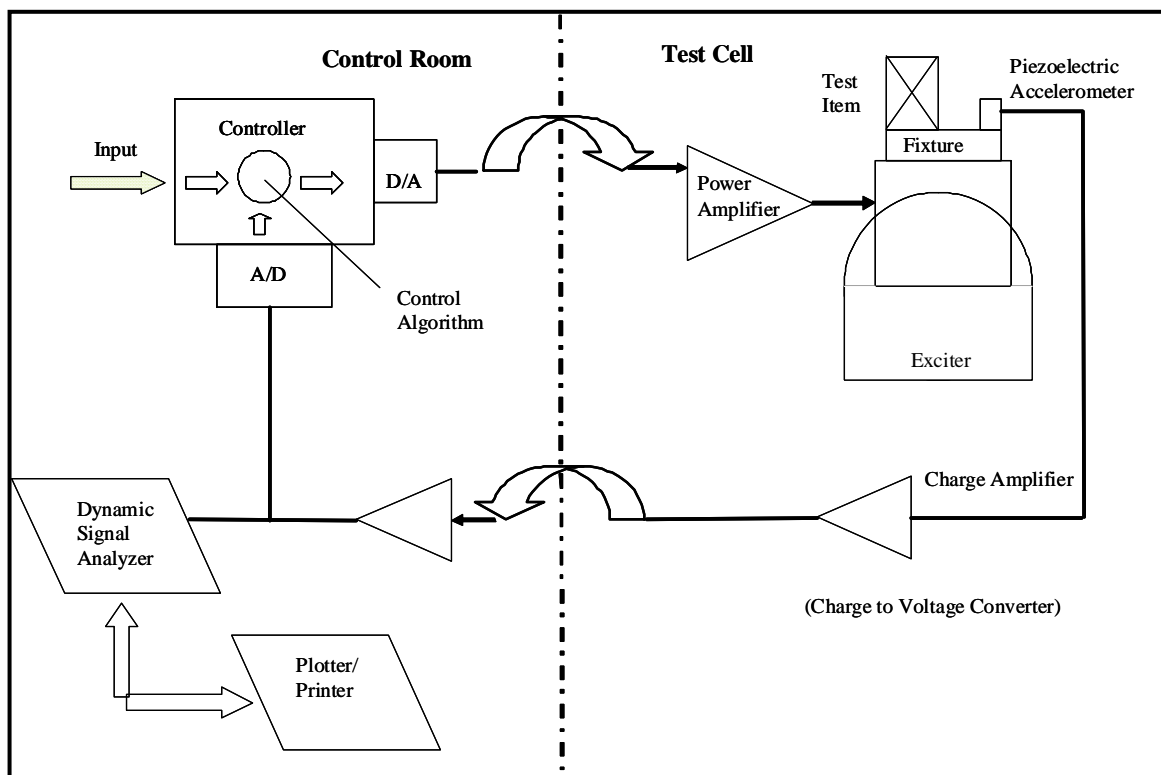 Control Room
Test Cell
Input
Controller
D/A
A/D
Control
Algorithm
Power
Amplifier
Test
Item
Piezoelectric
Accelerometer
Fixture
Exciter
Charge Amplifier
(Charge to Voltage Converter)
Dynamic
Signal
Analyzer
Plotter/
Printer